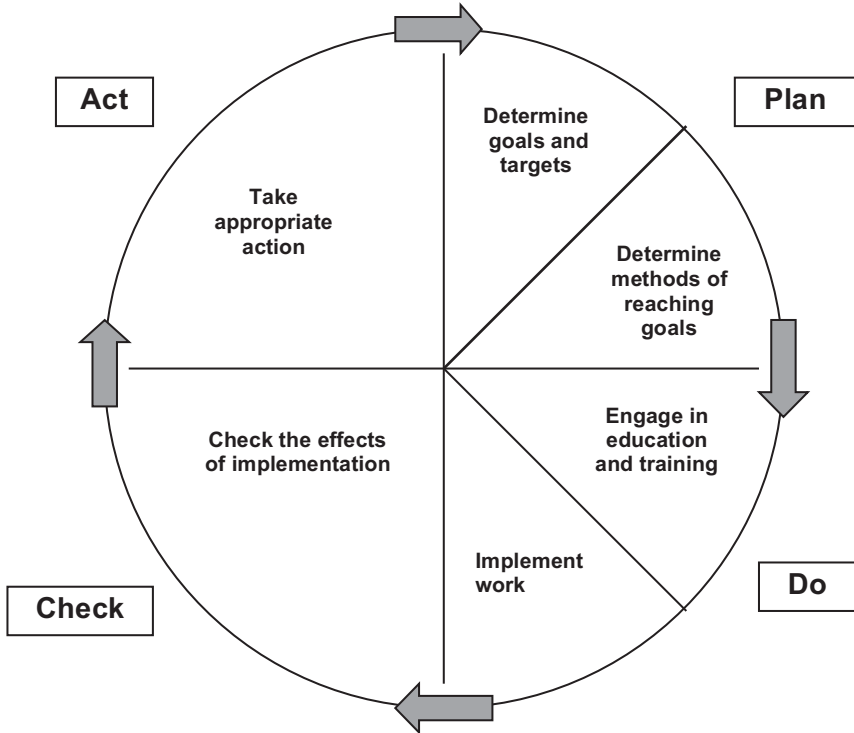 Act
Plan
Determine
goals and
targets
Take
appropriate
action
Determine
methods of
reaching
goals
Engage in
education
and training
Check the effects
of implementation
Implement
work
Check
Do